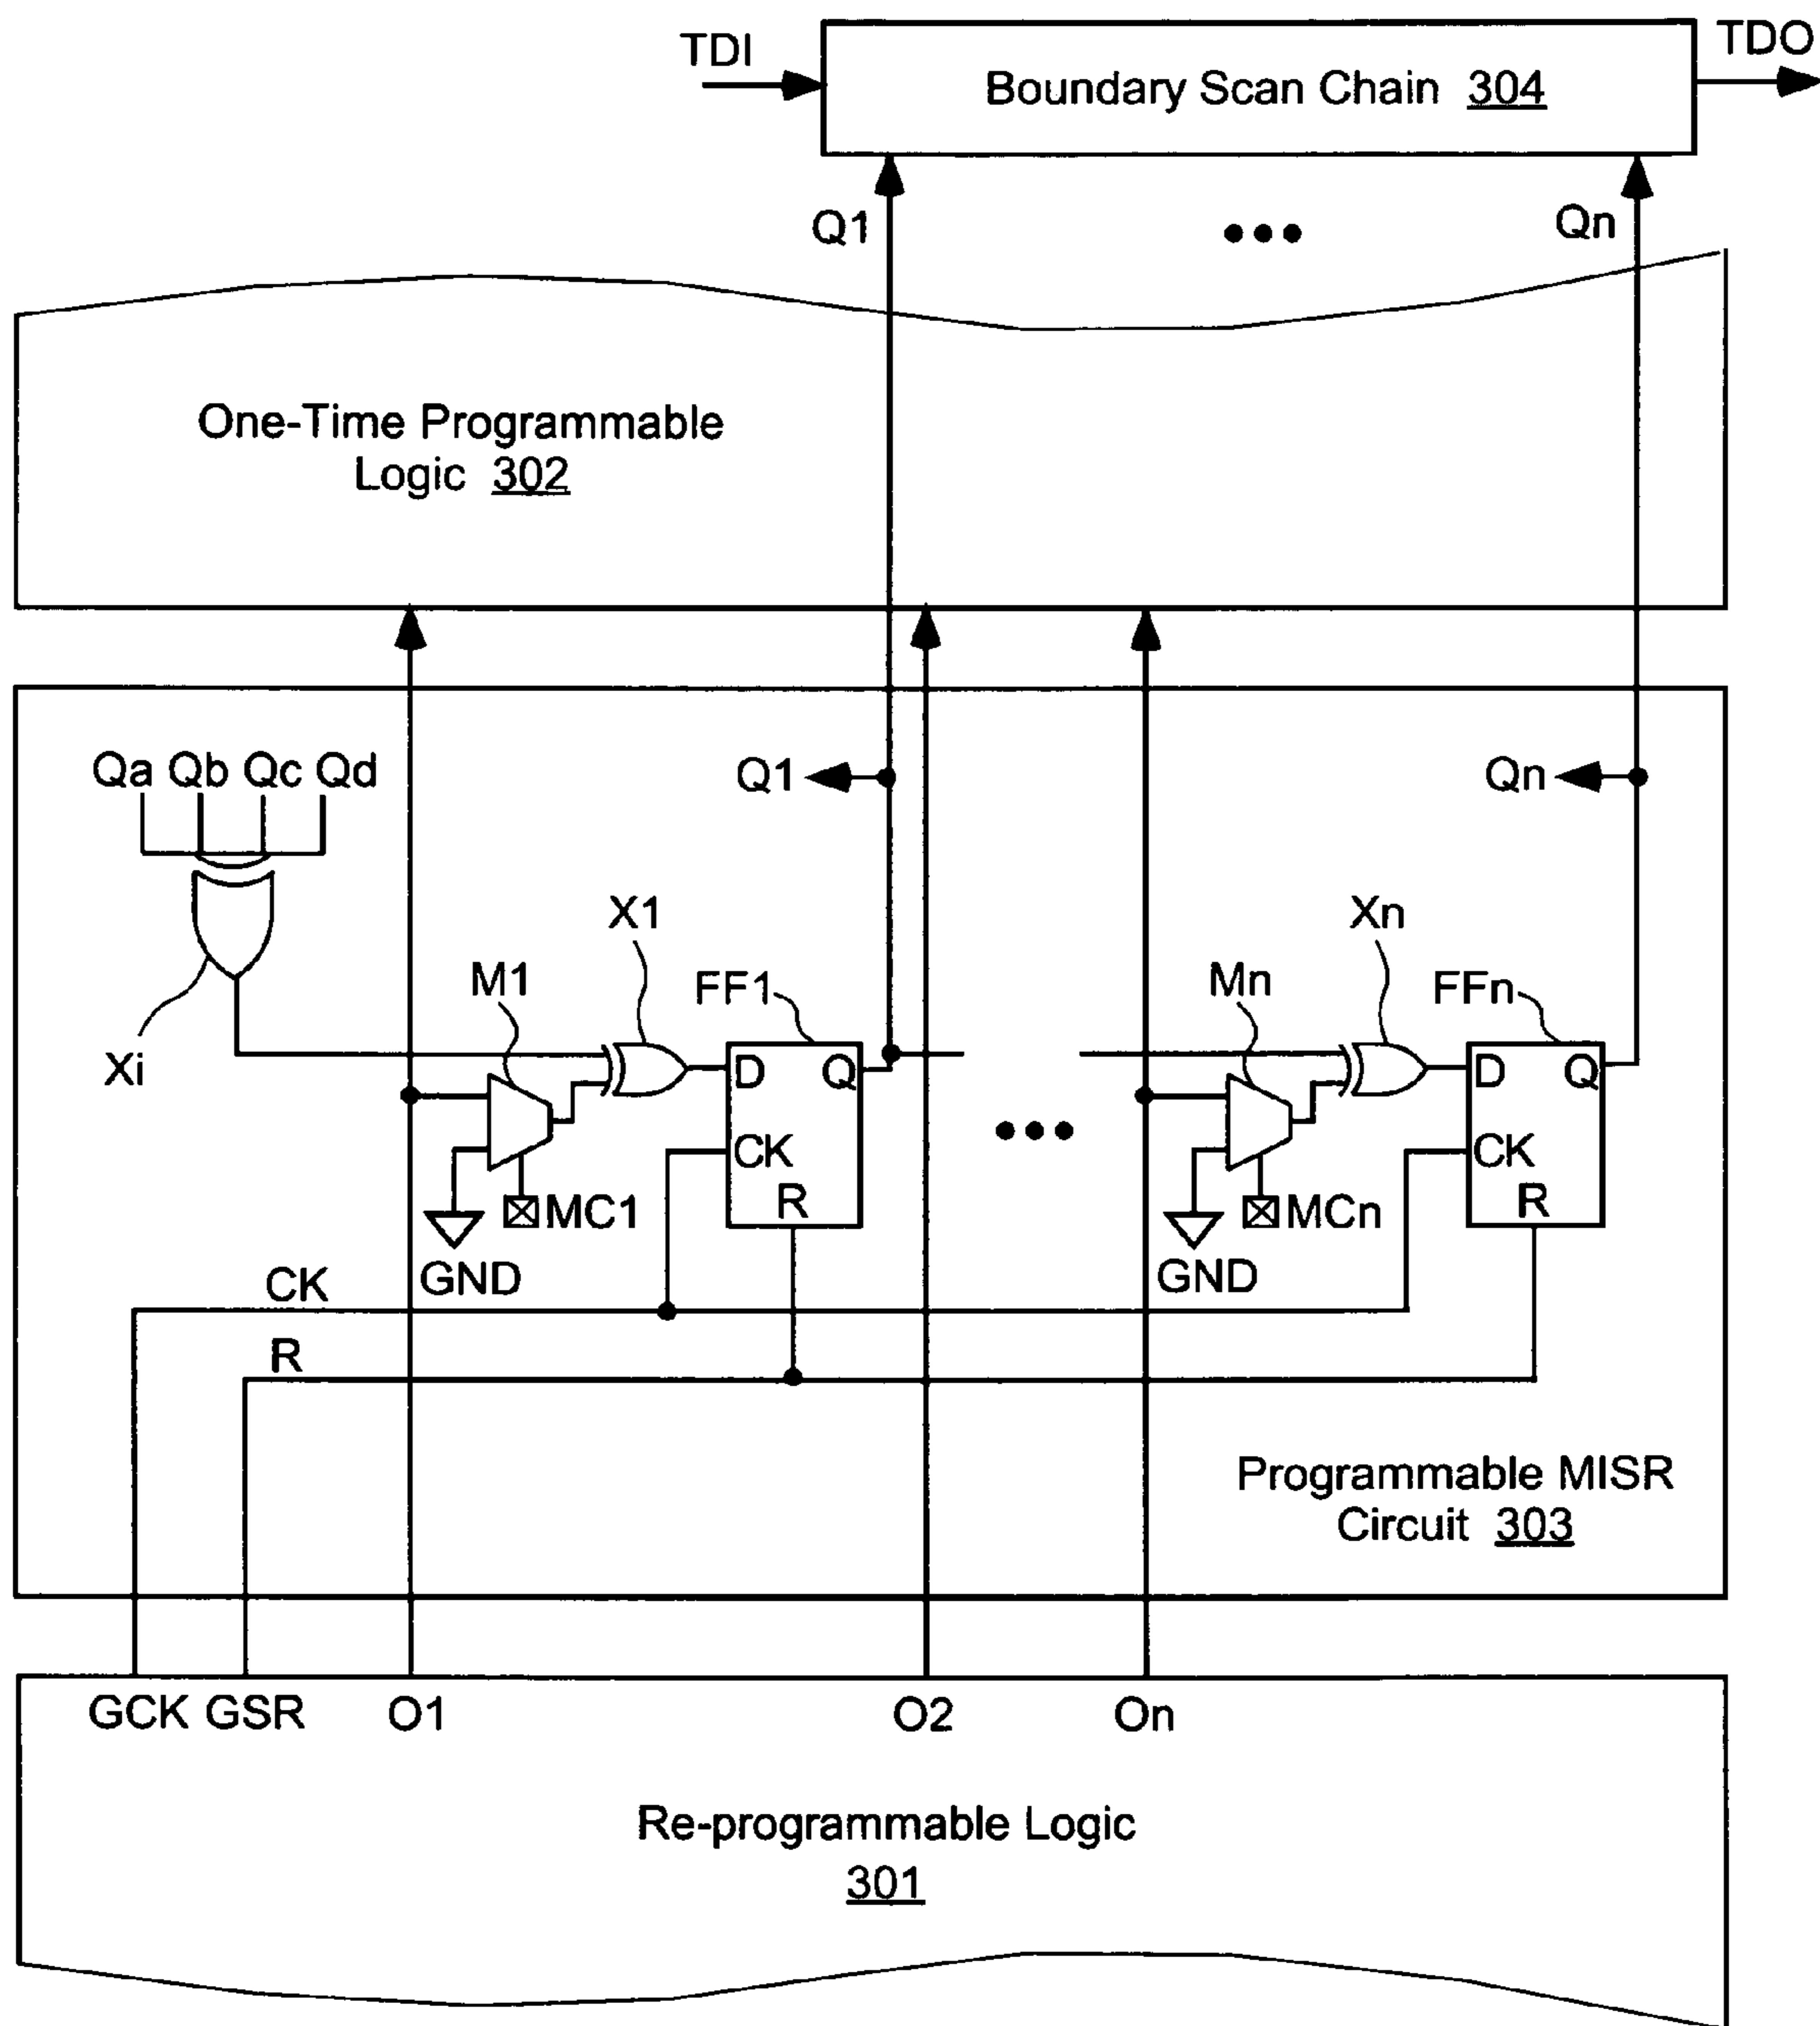 TDI
Boundary Scan Chain 304
TDO
Q1
Qn
One-Time Programmable
Logic 302
Qa Qb Qc Qd
Q1
Qn
X1
Xn
M1
FF1
Mn
FFn
Xi
D Q
D Q
CK
CK
MC1
R
MCn
R
GND
GND
CK
R
Programmable MISR
Circuit 303
GCK GSR O1 O2 On
Re-programmable Logic
301